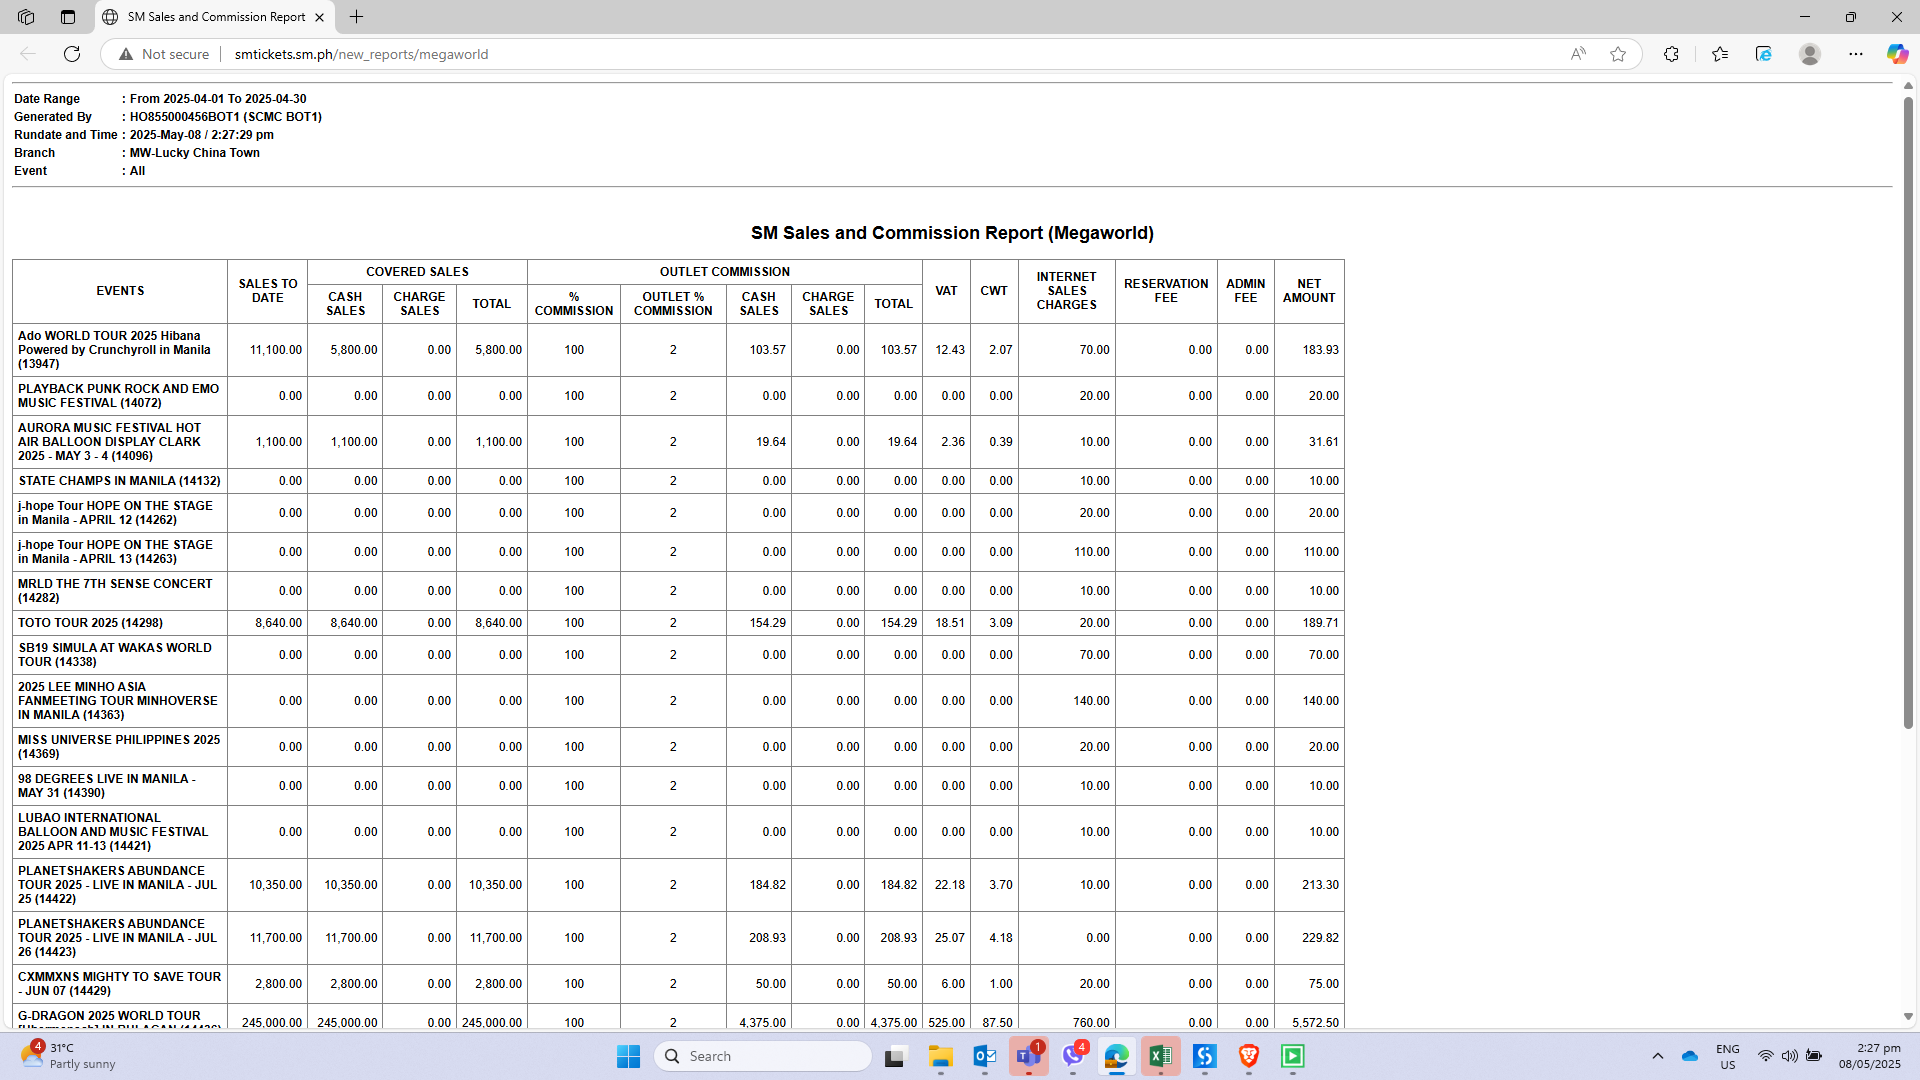 SM Sales and Commission Report
Not secure
smtickets.sm.ph/new_reports/megaworld
Date Range : From 2025-04-01 To 2025-04-30
Generated By : HO855000456BOT1 (SCMC BOT1)
Rundate and Time : 2025-May-08 / 2:27:29 pm
Branch : MW-Lucky China Town
Event : All
SM Sales and Commission Report (Megaworld)
EVENTS SALES TO DATE COVERED SALES OUTLET COMMISSION VAT CWT INTERNET SALES CHARGES RESERVATION FEE ADMIN FEE NET AMOUNT
CASH SALES CHARGE SALES TOTAL % COMMISSION OUTLET % COMMISSION CASH SALES CHARGE SALES TOTAL
Ado WORLD TOUR 2025 Hibana
Powered by Crunchyroll in Manila
(13947)
11,100.00 5,800.00 0.00 5,800.00 100 2 103.57 0.00 103.57 12.43 2.07 70.00 0.00 0.00 183.93
PLAYBACK PUNK ROCK AND EMO
MUSIC FESTIVAL (14072)
0.00 0.00 0.00 0.00 100 2 0.00 0.00 0.00 0.00 0.00 20.00 0.00 0.00 20.00
AURORA MUSIC FESTIVAL HOT
AIR BALLOON DISPLAY CLARK
2025 - MAY 3 - 4 (14096)
1,100.00 1,100.00 0.00 1,100.00 100 2 19.64 0.00 19.64 2.36 0.39 10.00 0.00 0.00 31.61
STATE CHAMPS IN MANILA (14132) 0.00 0.00 0.00 0.00 100 2 0.00 0.00 0.00 0.00 0.00 10.00 0.00 0.00 10.00
j-hope Tour HOPE ON THE STAGE
in Manila - APRIL 12 (14262)
0.00 0.00 0.00 0.00 100 2 0.00 0.00 0.00 0.00 0.00 20.00 0.00 0.00 20.00
j-hope Tour HOPE ON THE STAGE
in Manila - APRIL 13 (14263)
0.00 0.00 0.00 0.00 100 2 0.00 0.00 0.00 0.00 0.00 110.00 0.00 0.00 110.00
MRLD THE 7TH SENSE CONCERT
(14282)
0.00 0.00 0.00 0.00 100 2 0.00 0.00 0.00 0.00 0.00 10.00 0.00 0.00 10.00
TOTO TOUR 2025 (14298) 8,640.00 8,640.00 0.00 8,640.00 100 2 154.29 0.00 154.29 18.51 3.09 20.00 0.00 0.00 189.71
SB19 SIMULA AT WAKAS WORLD
TOUR (14338)
0.00 0.00 0.00 0.00 100 2 0.00 0.00 0.00 0.00 0.00 70.00 0.00 0.00 70.00
2025 LEE MINHO ASIA
FANMEETING TOUR MINHOVERSE
IN MANILA (14363)
0.00 0.00 0.00 0.00 100 2 0.00 0.00 0.00 0.00 0.00 140.00 0.00 0.00 140.00
MISS UNIVERSE PHILIPPINES 2025
(14369)
0.00 0.00 0.00 0.00 100 2 0.00 0.00 0.00 0.00 0.00 20.00 0.00 0.00 20.00
98 DEGREES LIVE IN MANILA -
MAY 31 (14390)
0.00 0.00 0.00 0.00 100 2 0.00 0.00 0.00 0.00 0.00 10.00 0.00 0.00 10.00
LUBAO INTERNATIONAL
BALLOON AND MUSIC FESTIVAL
2025 APR 11-13 (14421)
0.00 0.00 0.00 0.00 100 2 0.00 0.00 0.00 0.00 0.00 10.00 0.00 0.00 10.00
PLANETSHAKERS ABUNDANCE
TOUR 2025 - LIVE IN MANILA - JUL
25 (14422)
10,350.00 10,350.00 0.00 10,350.00 100 2 184.82 0.00 184.82 22.18 3.70 10.00 0.00 0.00 213.30
PLANETSHAKERS ABUNDANCE
TOUR 2025 - LIVE IN MANILA - JUL
26 (14423)
11,700.00 11,700.00 0.00 11,700.00 100 2 208.93 0.00 208.93 25.07 4.18 0.00 0.00 0.00 229.82
CXMMXNS MIGHTY TO SAVE TOUR
- JUN 07 (14429)
2,800.00 2,800.00 0.00 2,800.00 100 2 50.00 0.00 50.00 6.00 1.00 20.00 0.00 0.00 75.00
G-DRAGON 2025 WORLD TOUR
245,000.00 245,000.00 0.00 245,000.00 100 2 4,375.00 0.00 4,375.00 525.00 87.50 760.00 0.00 0.00 5,572.50
4
31°C
Partly sunny
Search
1
4
ENG
US
2:27 pm
08/05/2025